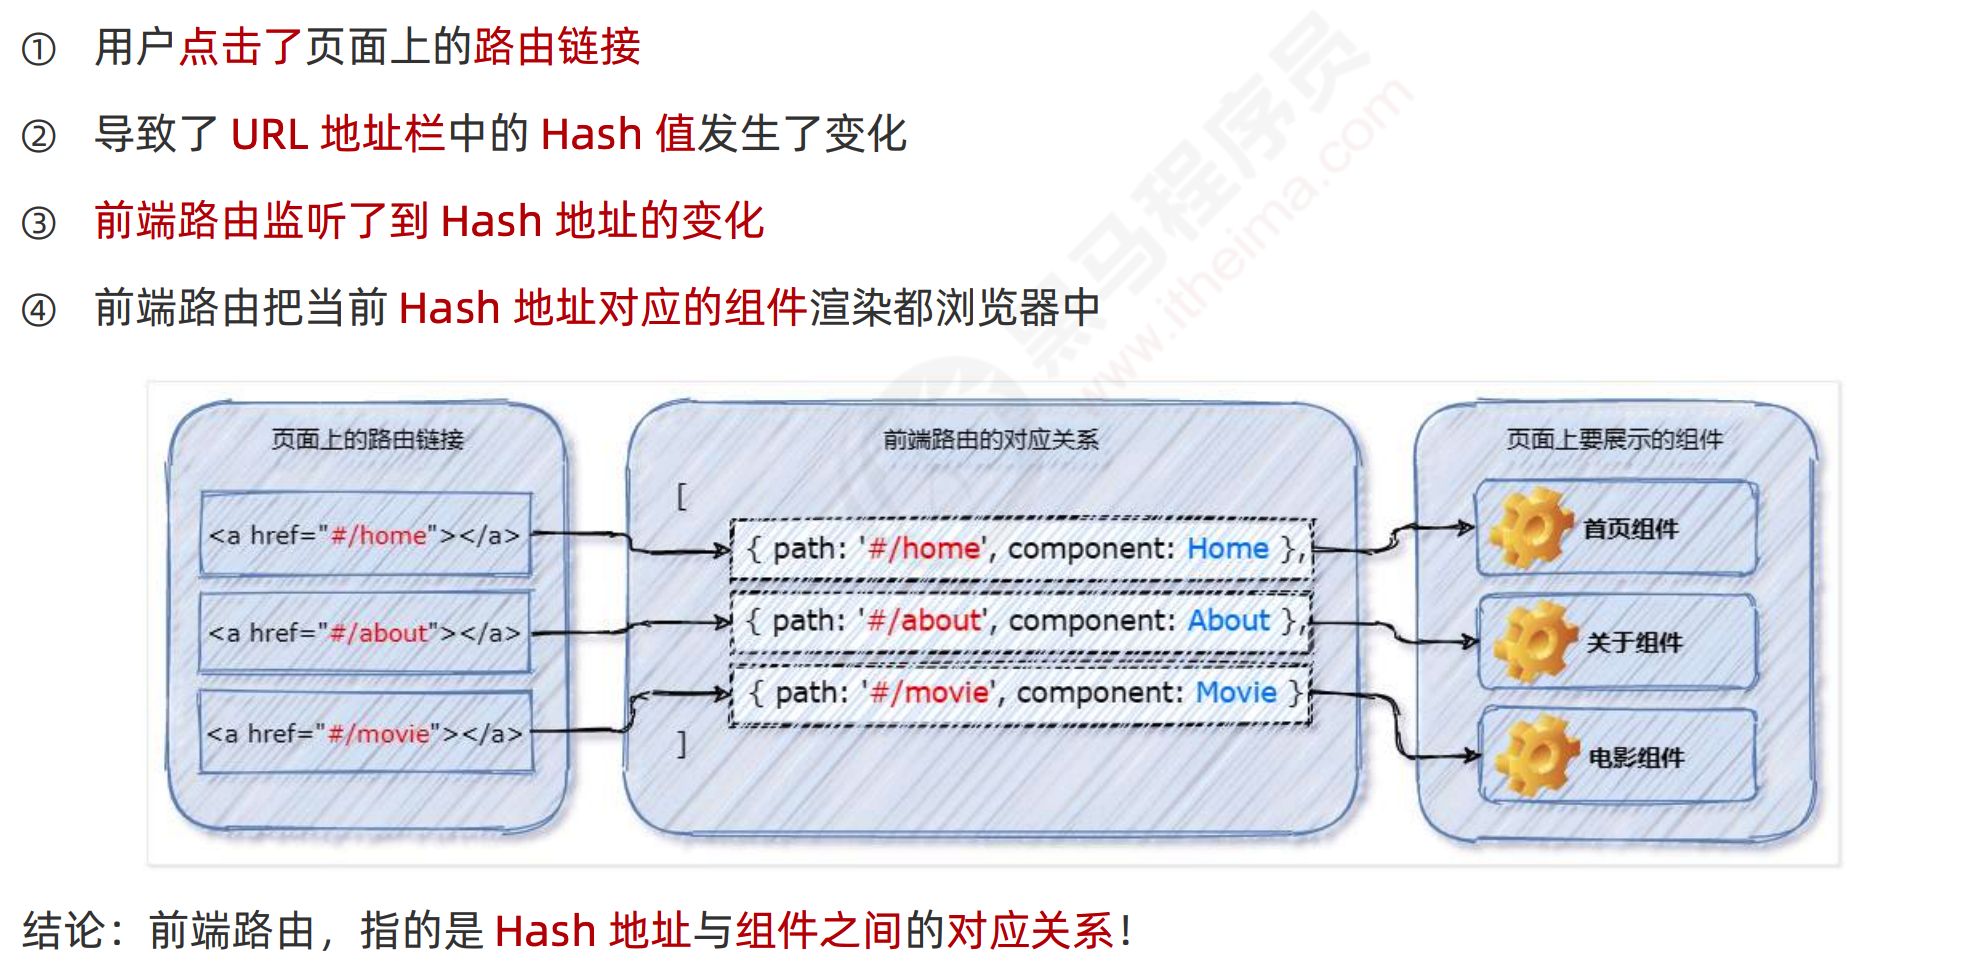 ① 用户点击了页面上的路由链接
② 导致了 URL 地址栏中的 Hash 值发生了变化
③ 前端路由监听了到 Hash 地址的变化
④ 前端路由把当前 Hash 地址对应的组件渲染都浏览器中
黑马程序员
www.itheima.com
页面上的路由链接
<a href="#/home"></a>
<a href="#/about"></a>
<a href="#/movie"></a>
前端路由的对应关系
[
{ path: '#/home', component: Home },
{ path: '#/about', component: About },
{ path: '#/movie', component: Movie }
]
页面上要展示的组件
首页组件
关于组件
电影组件
结论：前端路由，指的是 Hash 地址与组件之间的对应关系！